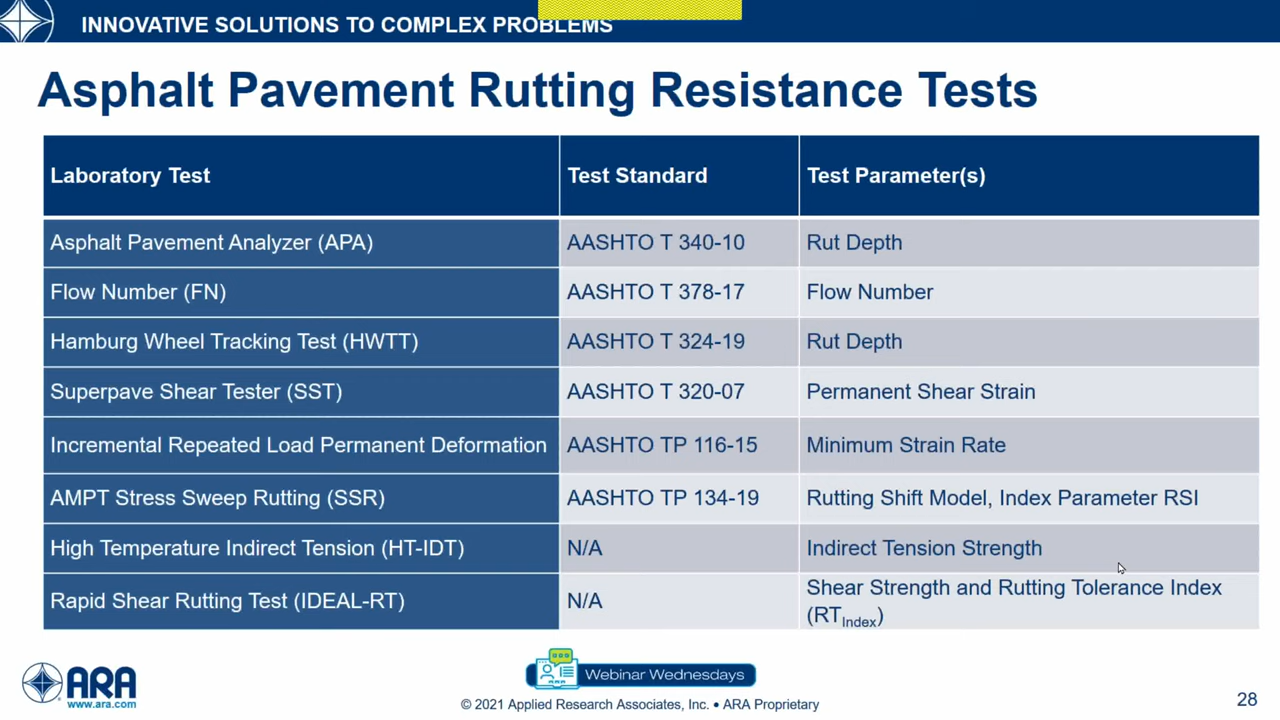 INNOVATIVE SOLUTIONS TO COMPLEX PROBLEMS
Asphalt Pavement Rutting Resistance Tests
Laboratory Test Test Standard Test Parameter(s)
Asphalt Pavement Analyzer (APA) AASHTO T 340-10 Rut Depth
Flow Number (FN) AASHTO T 378-17 Flow Number
Hamburg Wheel Tracking Test (HWTT) AASHTO T 324-19 Rut Depth
Superpave Shear Tester (SST) AASHTO T 320-07 Permanent Shear Strain
Incremental Repeated Load Permanent Deformation AASHTO TP 116-15 Minimum Strain Rate
AMPT Stress Sweep Rutting (SSR) AASHTO TP 134-19 Rutting Shift Model, Index Parameter RSI
High Temperature Indirect Tension (HT-IDT) N/A Indirect Tension Strength
Rapid Shear Rutting Test (IDEAL-RT) N/A Shear Strength and Rutting Tolerance Index
(RTIndex)
ARA
www.ara.com
Webinar Wednesdays
© 2021 Applied Research Associates, Inc. • ARA Proprietary
28